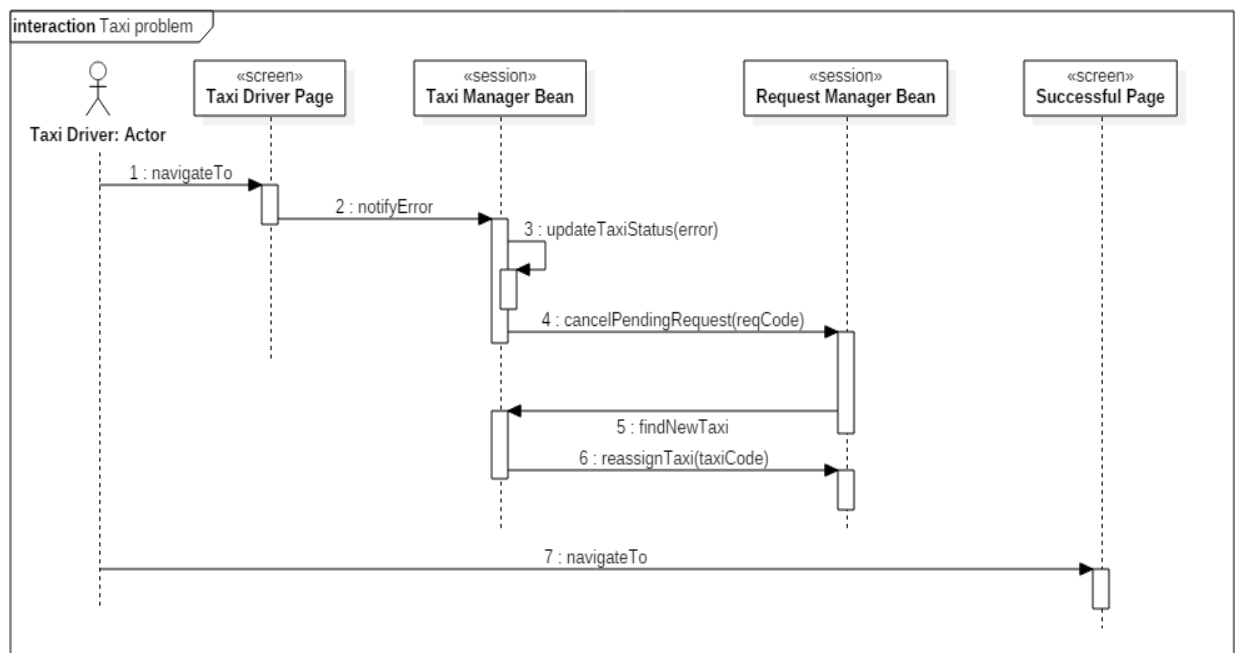 interaction Taxi problem
«screen»
Taxi Driver Page
«session»
Taxi Manager Bean
«session»
Request Manager Bean
«screen»
Successful Page
Taxi Driver: Actor
1 : navigateTo
2 : notifyError
3 : updateTaxiStatus(error)
4 : cancelPendingRequest(reqCode)
5 : findNewTaxi
6 : reassignTaxi(taxiCode)
7 : navigateTo